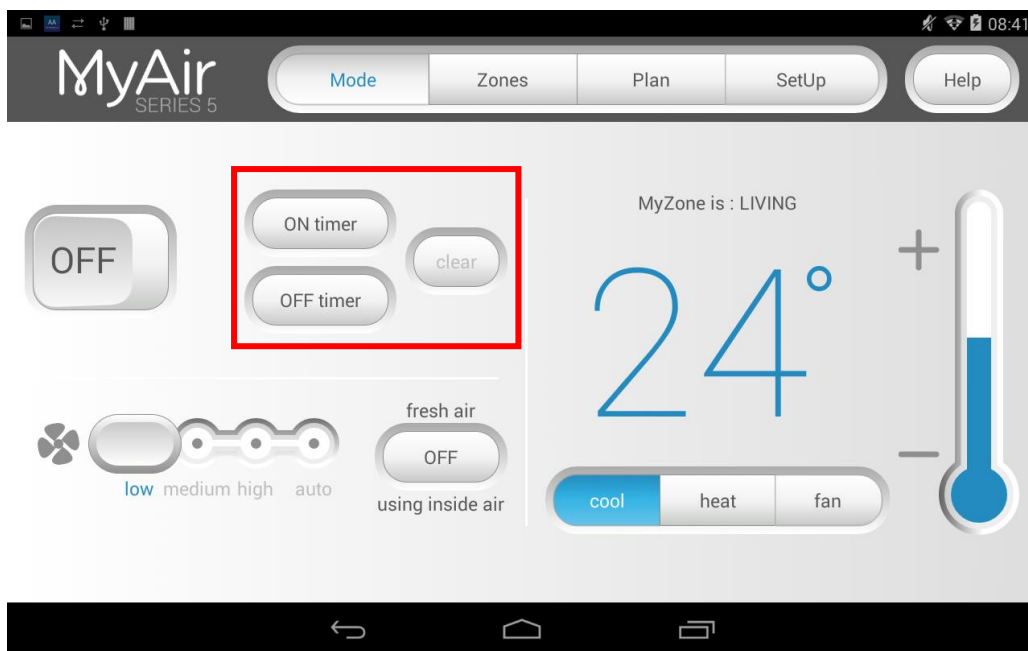 AA
08:41
MyAir
SERIES 5
Mode
Zones
Plan
SetUp
Help
OFF
ON timer
OFF timer
clear
MyZone is : LIVING
24°
+
−
low medium high auto
fresh air
OFF
using inside air
cool
heat
fan